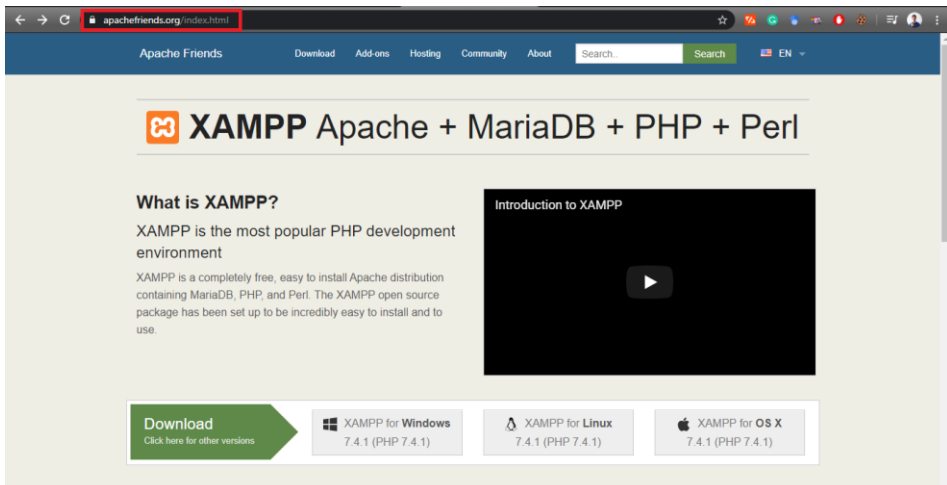 apachefriends.org/index.html
Apache Friends Download Add-ons Hosting Community About Search.. Search EN
XAMPP Apache + MariaDB + PHP + Perl
What is XAMPP?
XAMPP is the most popular PHP development
environment
XAMPP is a completely free, easy to install Apache distribution
containing MariaDB, PHP, and Perl. The XAMPP open source
package has been set up to be incredibly easy to install and to
use.
Introduction to XAMPP
Download
Click here for other versions
XAMPP for Windows
7.4.1 (PHP 7.4.1)
XAMPP for Linux
7.4.1 (PHP 7.4.1)
XAMPP for OS X
7.4.1 (PHP 7.4.1)